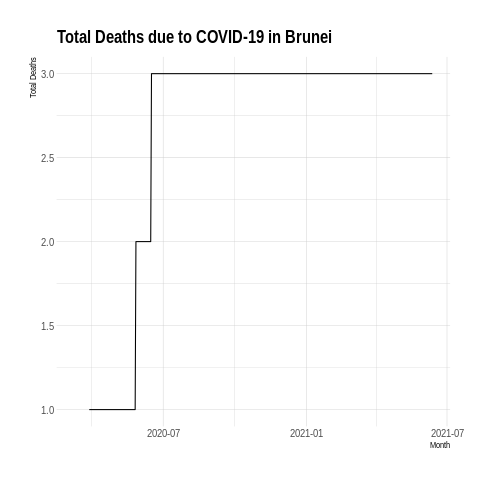 Total Deaths due to COVID-19 in Brunei
Total Deaths
3.0
2.5
2.0
1.5
1.0
2020-07
2021-01
2021-07
Month